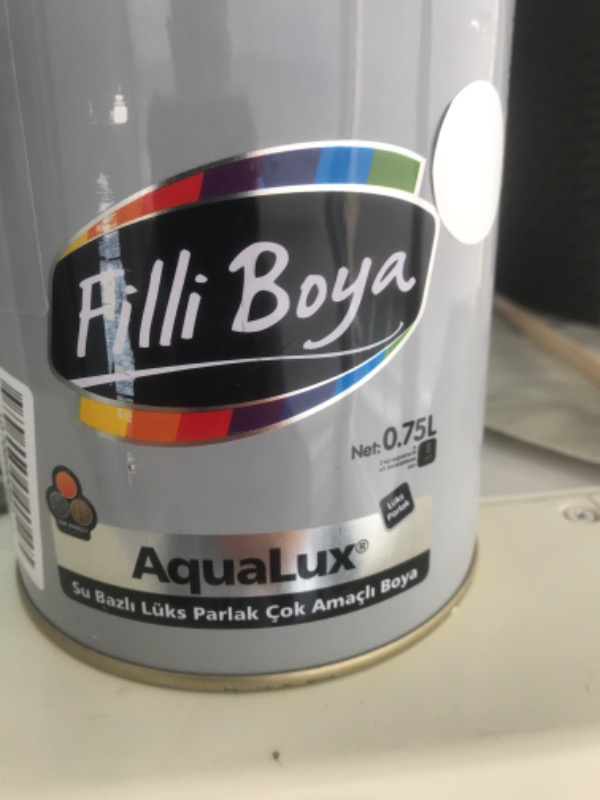 Filli Boya
Net: 0.75L
Lüks
Parlak
AquaLux®
Su Bazlı Lüks Parlak Çok Amaçlı Boya